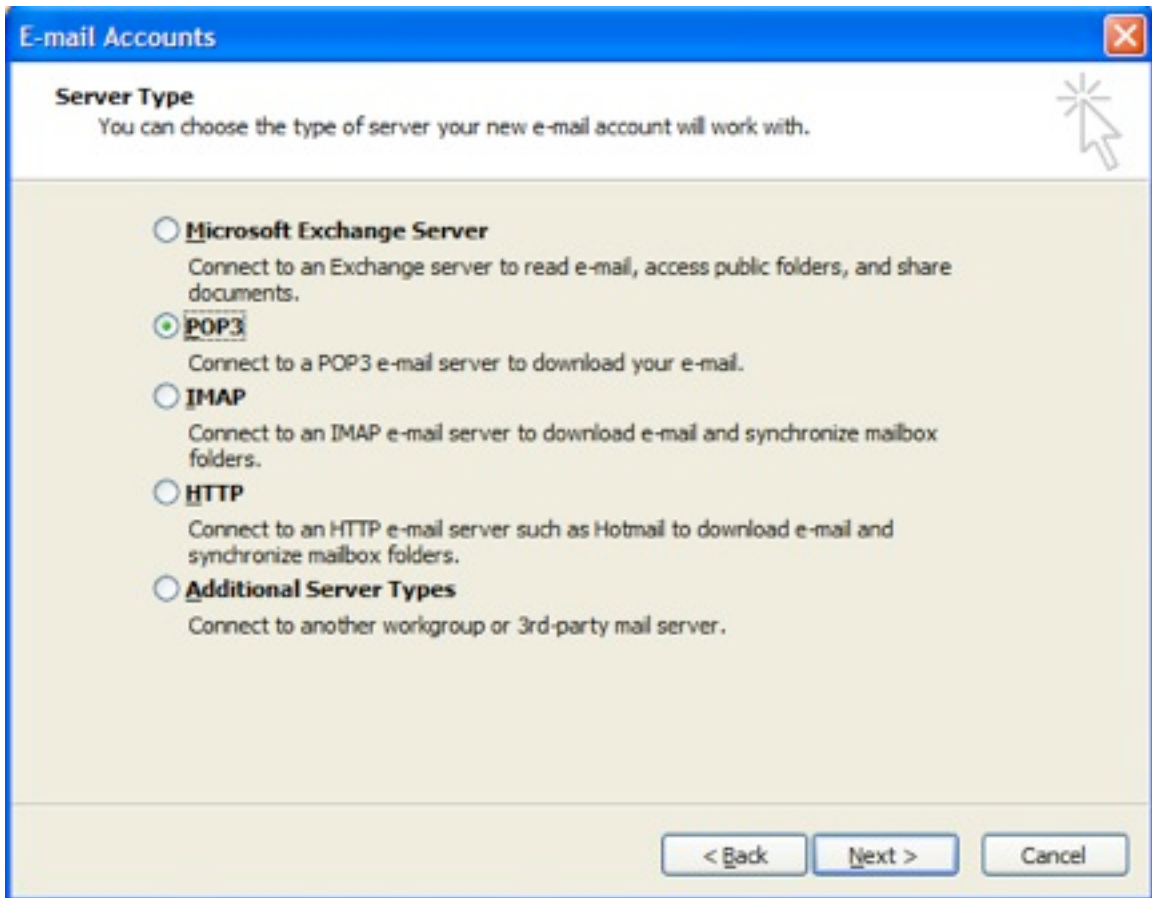 E-mail Accounts
Server Type
You can choose the type of server your new e-mail account will work with.
Microsoft Exchange Server
Connect to an Exchange server to read e-mail, access public folders, and share
documents.
POP3
Connect to a POP3 e-mail server to download your e-mail.
IMAP
Connect to an IMAP e-mail server to download e-mail and synchronize mailbox
folders.
HTTP
Connect to an HTTP e-mail server such as Hotmail to download e-mail and
synchronize mailbox folders.
Additional Server Types
Connect to another workgroup or 3rd-party mail server.
< Back Next > Cancel